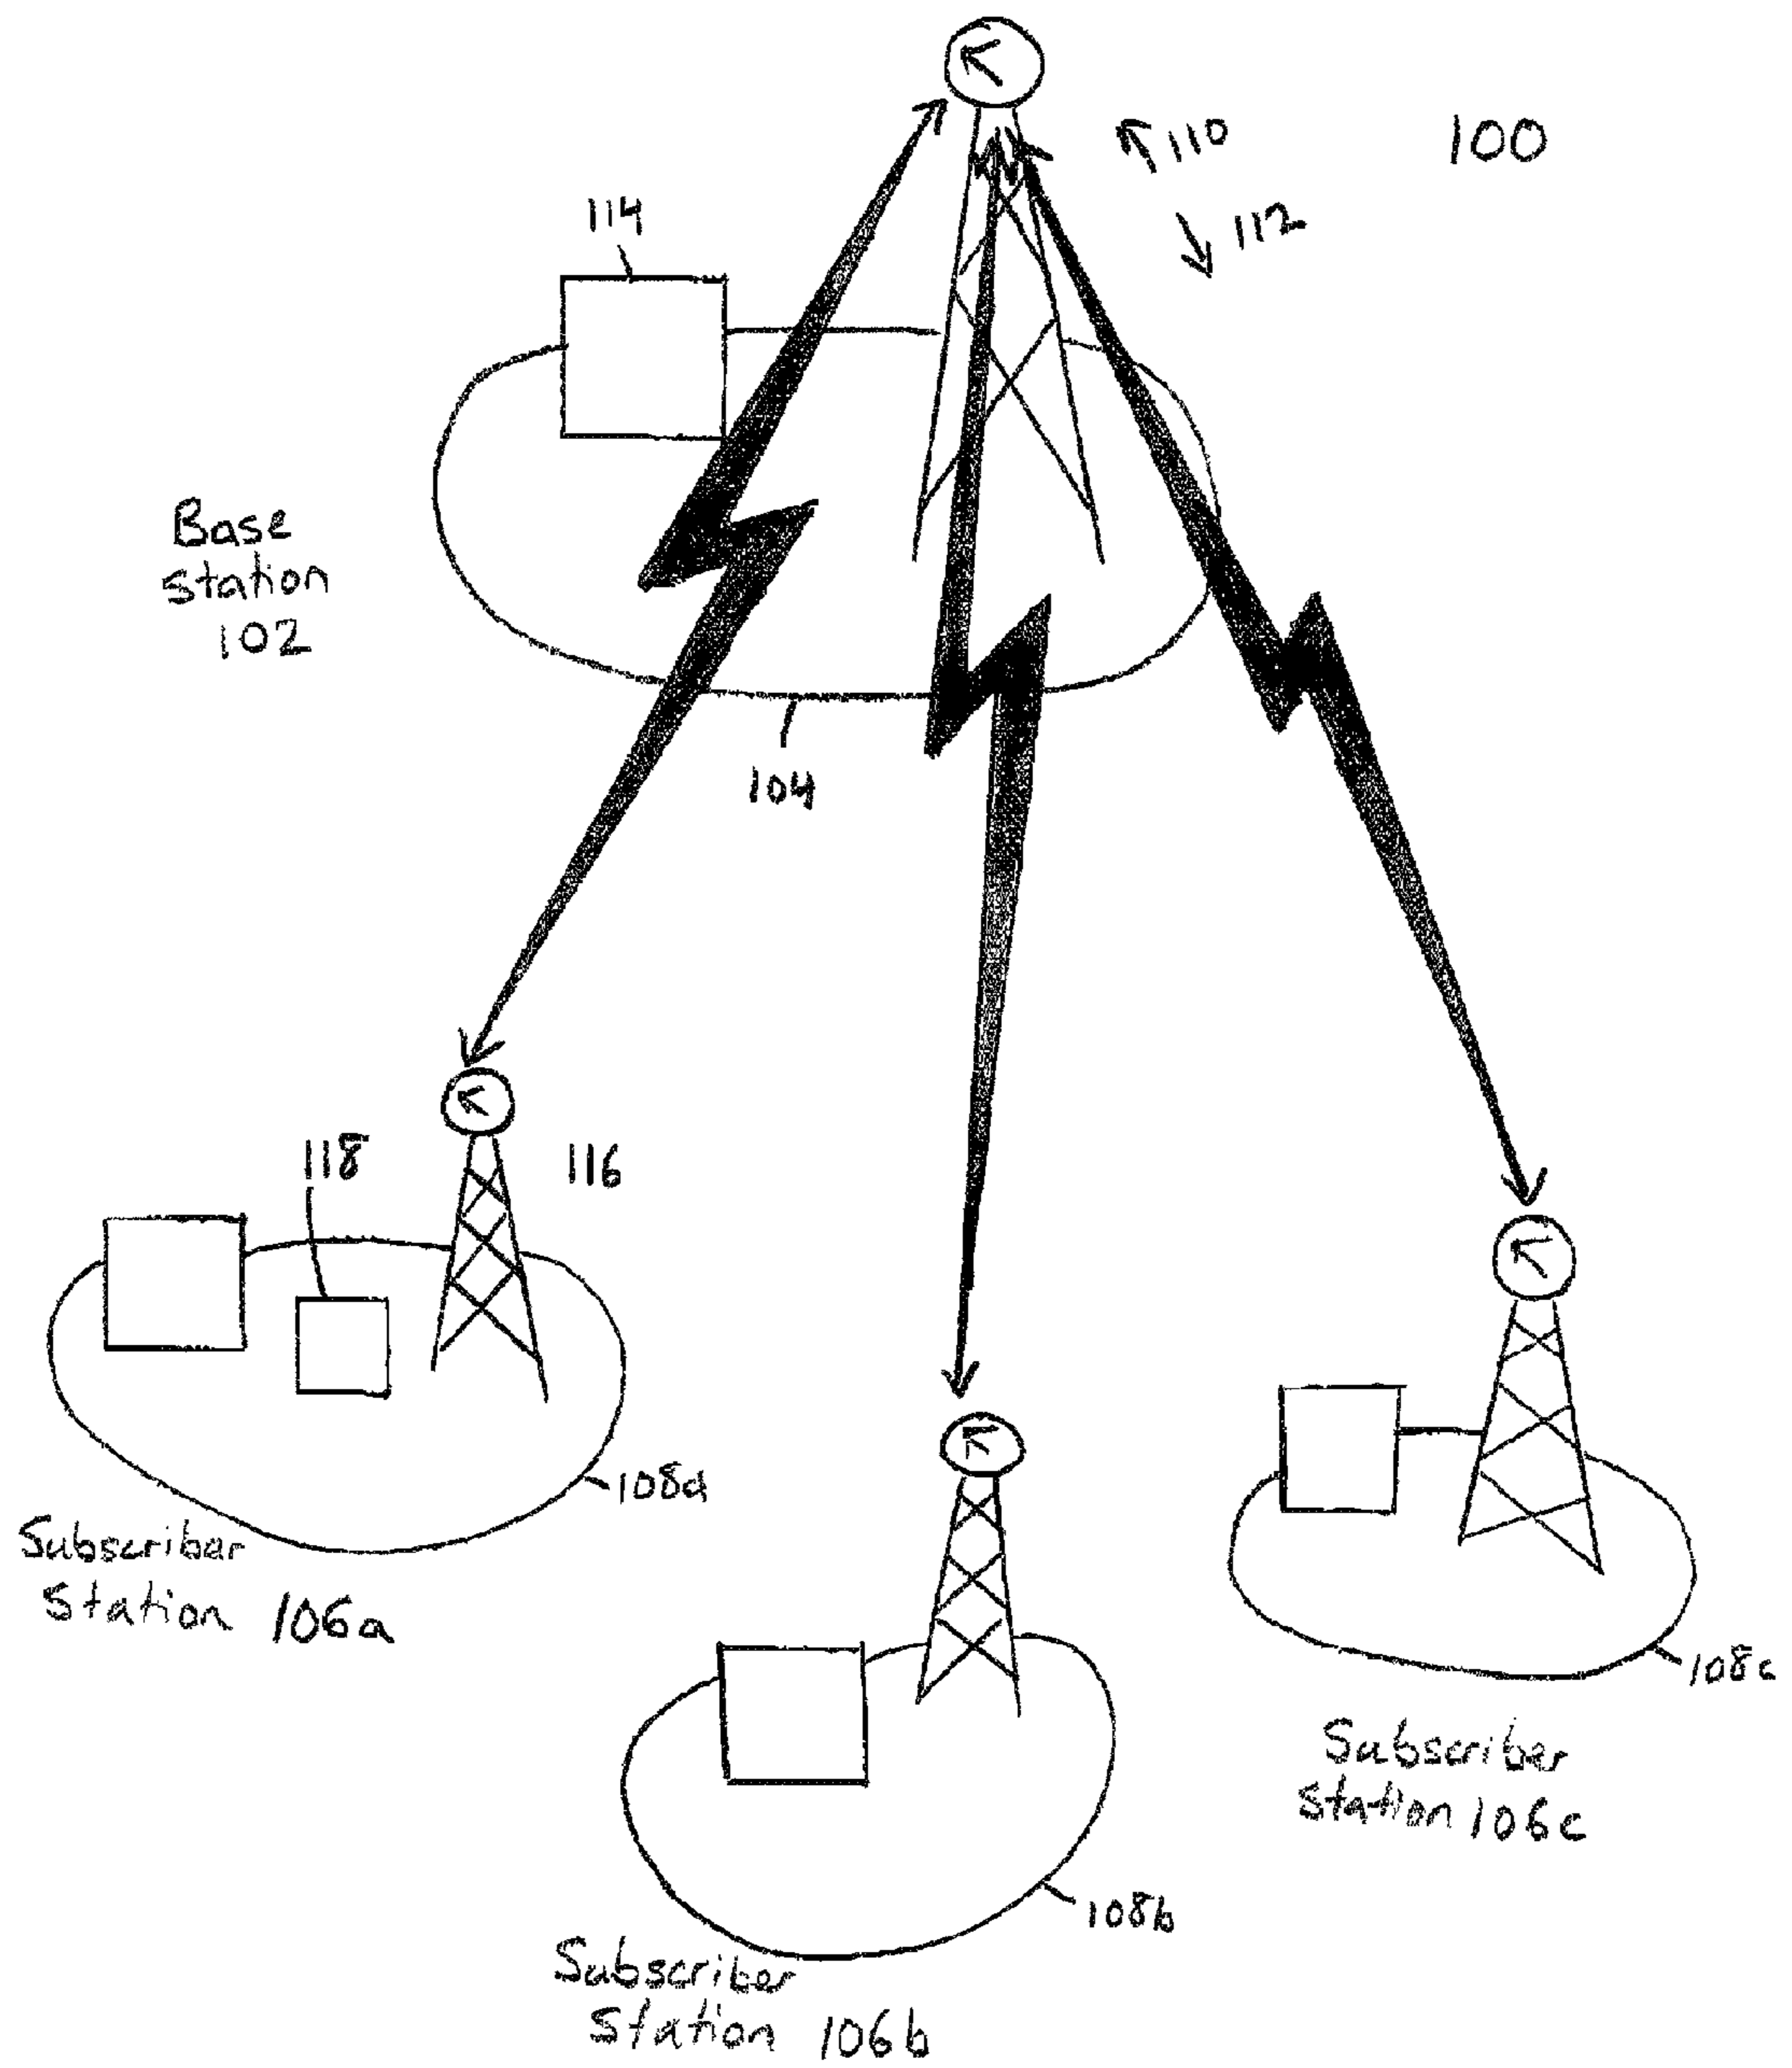 110
100
112
114
Base
station
102
104
118
116
108a
Subscriber
Station 106a
108c
Subscriber
Station 106c
108b
Subscriber
Station 106b